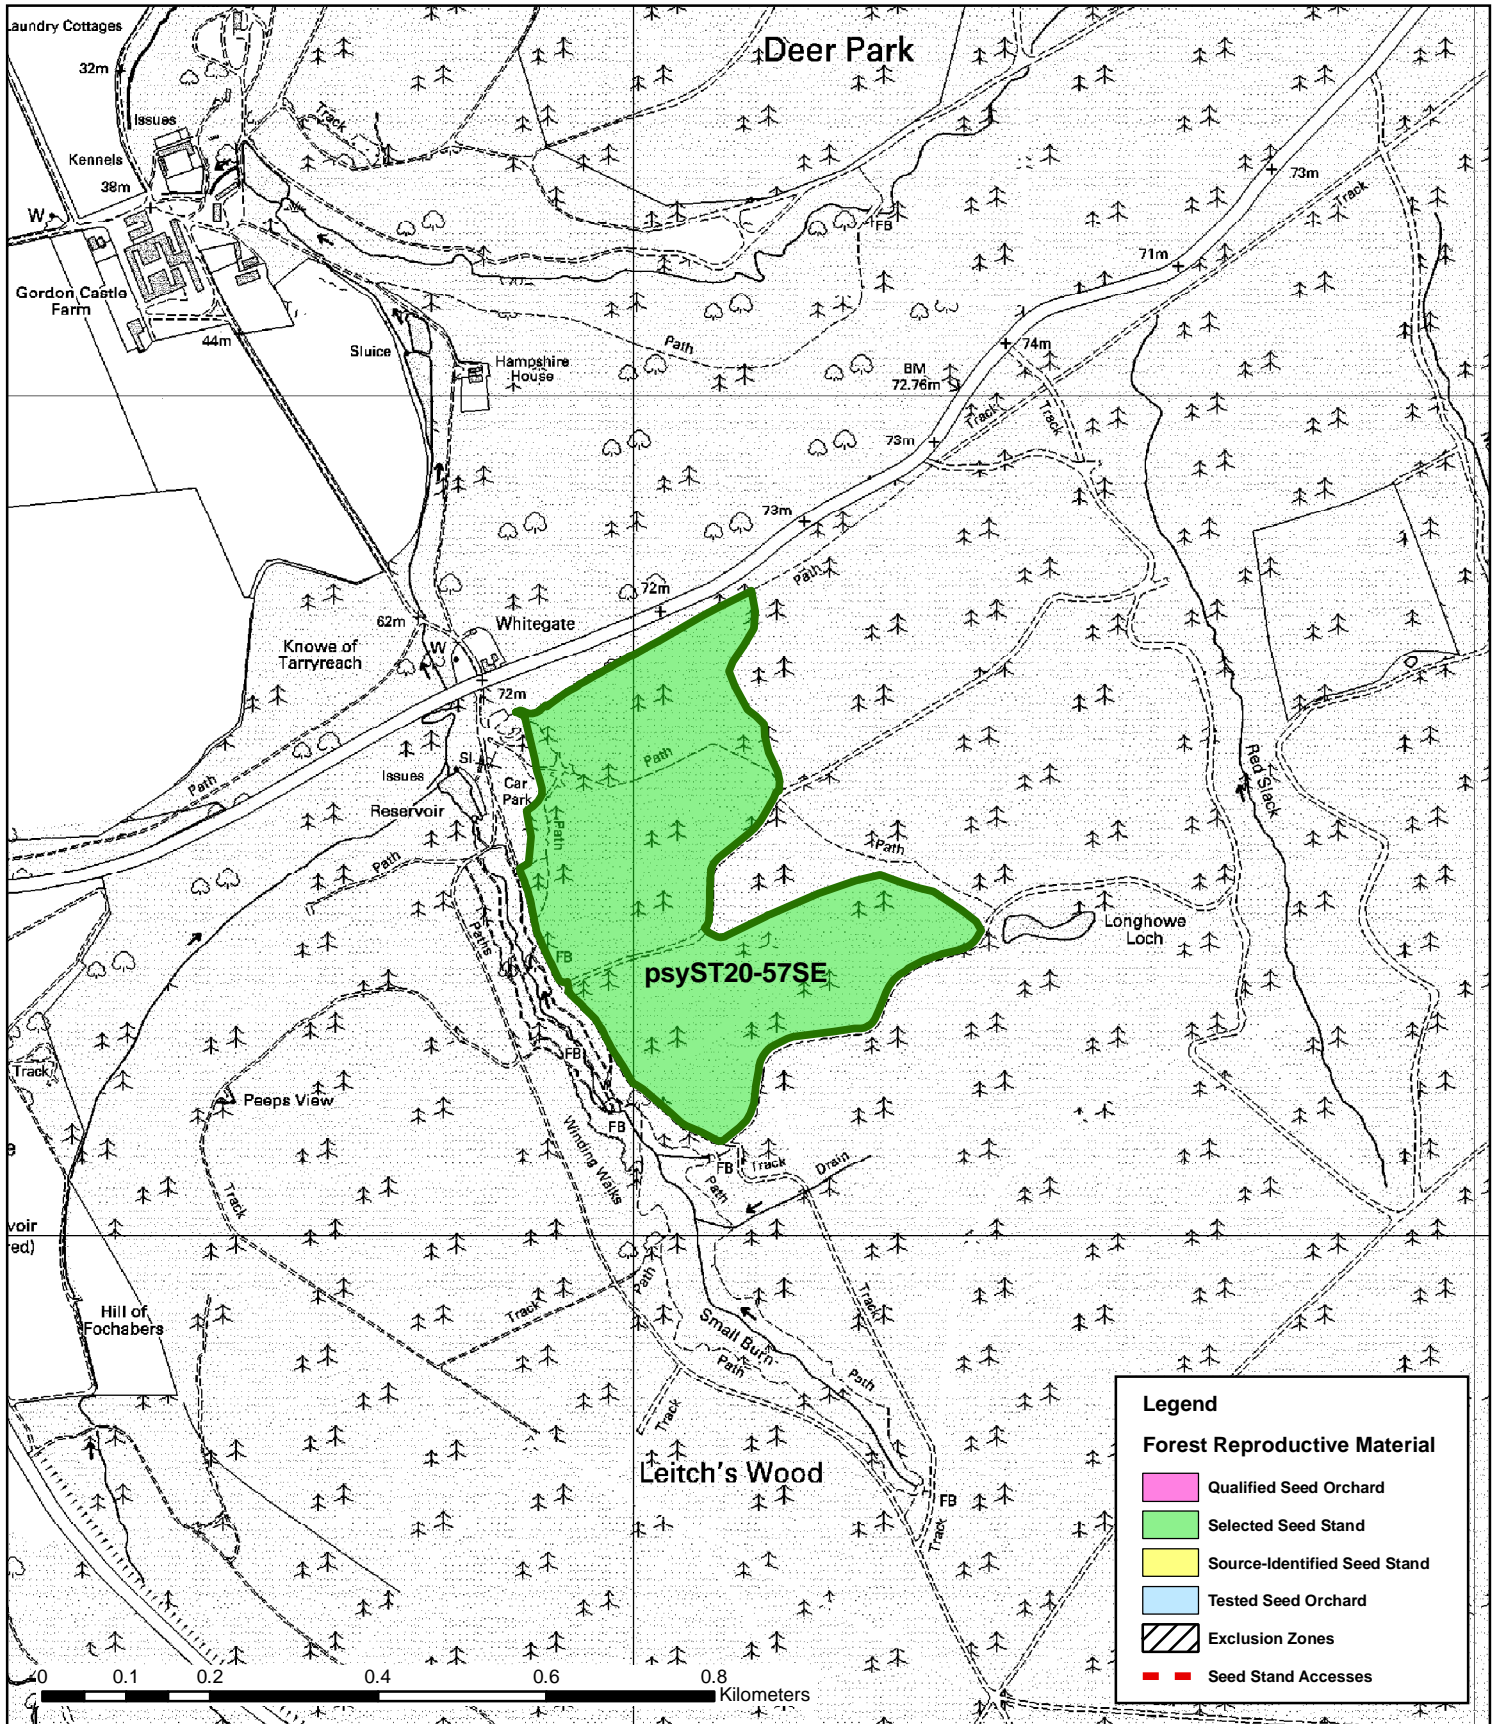 Laundry Cottages
Deer Park
32m
Track
Issues
Kennels
38m
73m
Track
W
FB
71m
Gordon Castle
Farm
44m
Sluice
Path
74m
Hampshire
House
BM
72.76m
Track
Track
73m
73m
Path
72m
62m
Whitegate
Knowe of
Tarryreach
W
72m
Path
Sl
Issues
Car
Park
Path
Red Slack
Reservoir
Path
Path
Path
Longhowe
Loch
Paths
FB
psyST20-57SE
FB
Track
Peeps View
FB
Winding Walks
FB
Track
Drain
Path
Track
voir
red)
Path
Track
Track
Hill of
Fochabers
Small Burn
Path
Path
Track
Leitch's Wood
FB
Track
Legend
Forest Reproductive Material
Qualified Seed Orchard
Selected Seed Stand
Source-Identified Seed Stand
Tested Seed Orchard
Exclusion Zones
Seed Stand Accesses
0 0.1 0.2 0.4 0.6 0.8
Kilometers